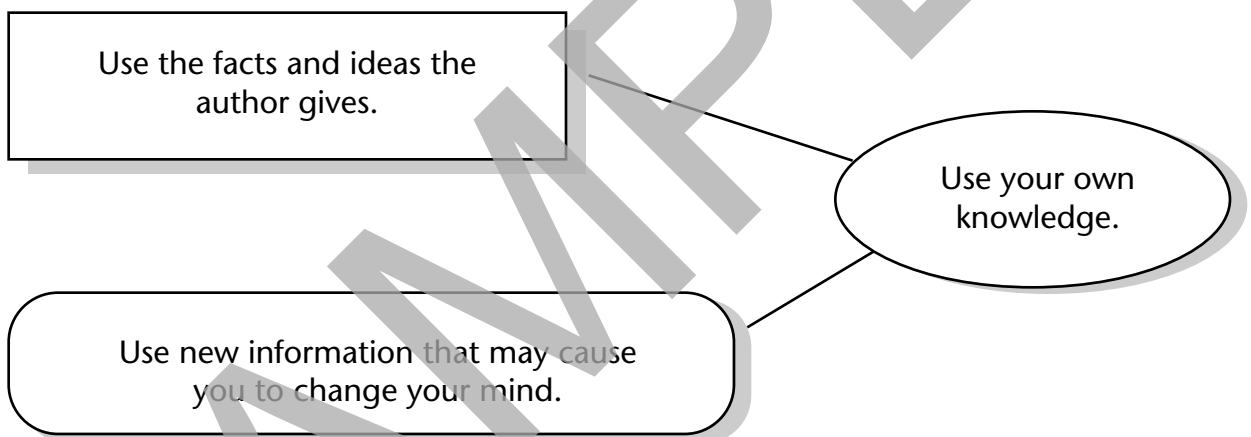 Use the facts and ideas the
author gives.
Use your own
knowledge.
Use new information that may cause
you to change your mind.